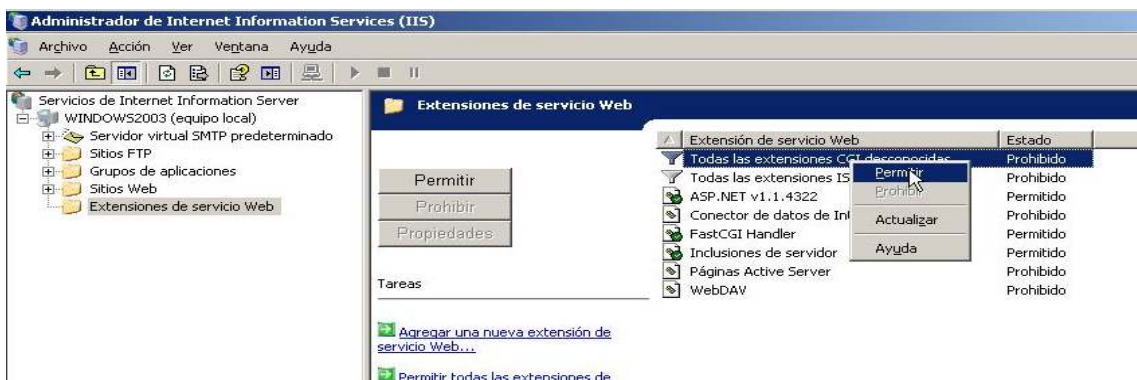 Administrador de Internet Information Services (IIS)
Archivo Acción Ver Ventana Ayuda
Servicios de Internet Information Server
WINDOWS2003 (equipo local)
Servidor virtual SMTP predeterminado
Sitios FTP
Grupos de aplicaciones
Sitios Web
Extensiones de servicio Web
Extensiones de servicio Web
Permitir
Prohibir
Propiedades
Tareas
Agregar una nueva extensión de
servicio Web...
Permitir todas las extensiones de
Extensión de servicio Web Estado
Todas las extensiones CGI desconocidas Prohibido
Todas las extensiones IS Prohibido
ASP.NET v1.1.4322 Permitido
Conector de datos de Prohibido
FastCGI Handler Permitido
Inclusiones de servidor Permitido
Páginas Active Server Prohibido
WebDAV Prohibido
Permitir
Prohibir
Actualizar
Ayuda